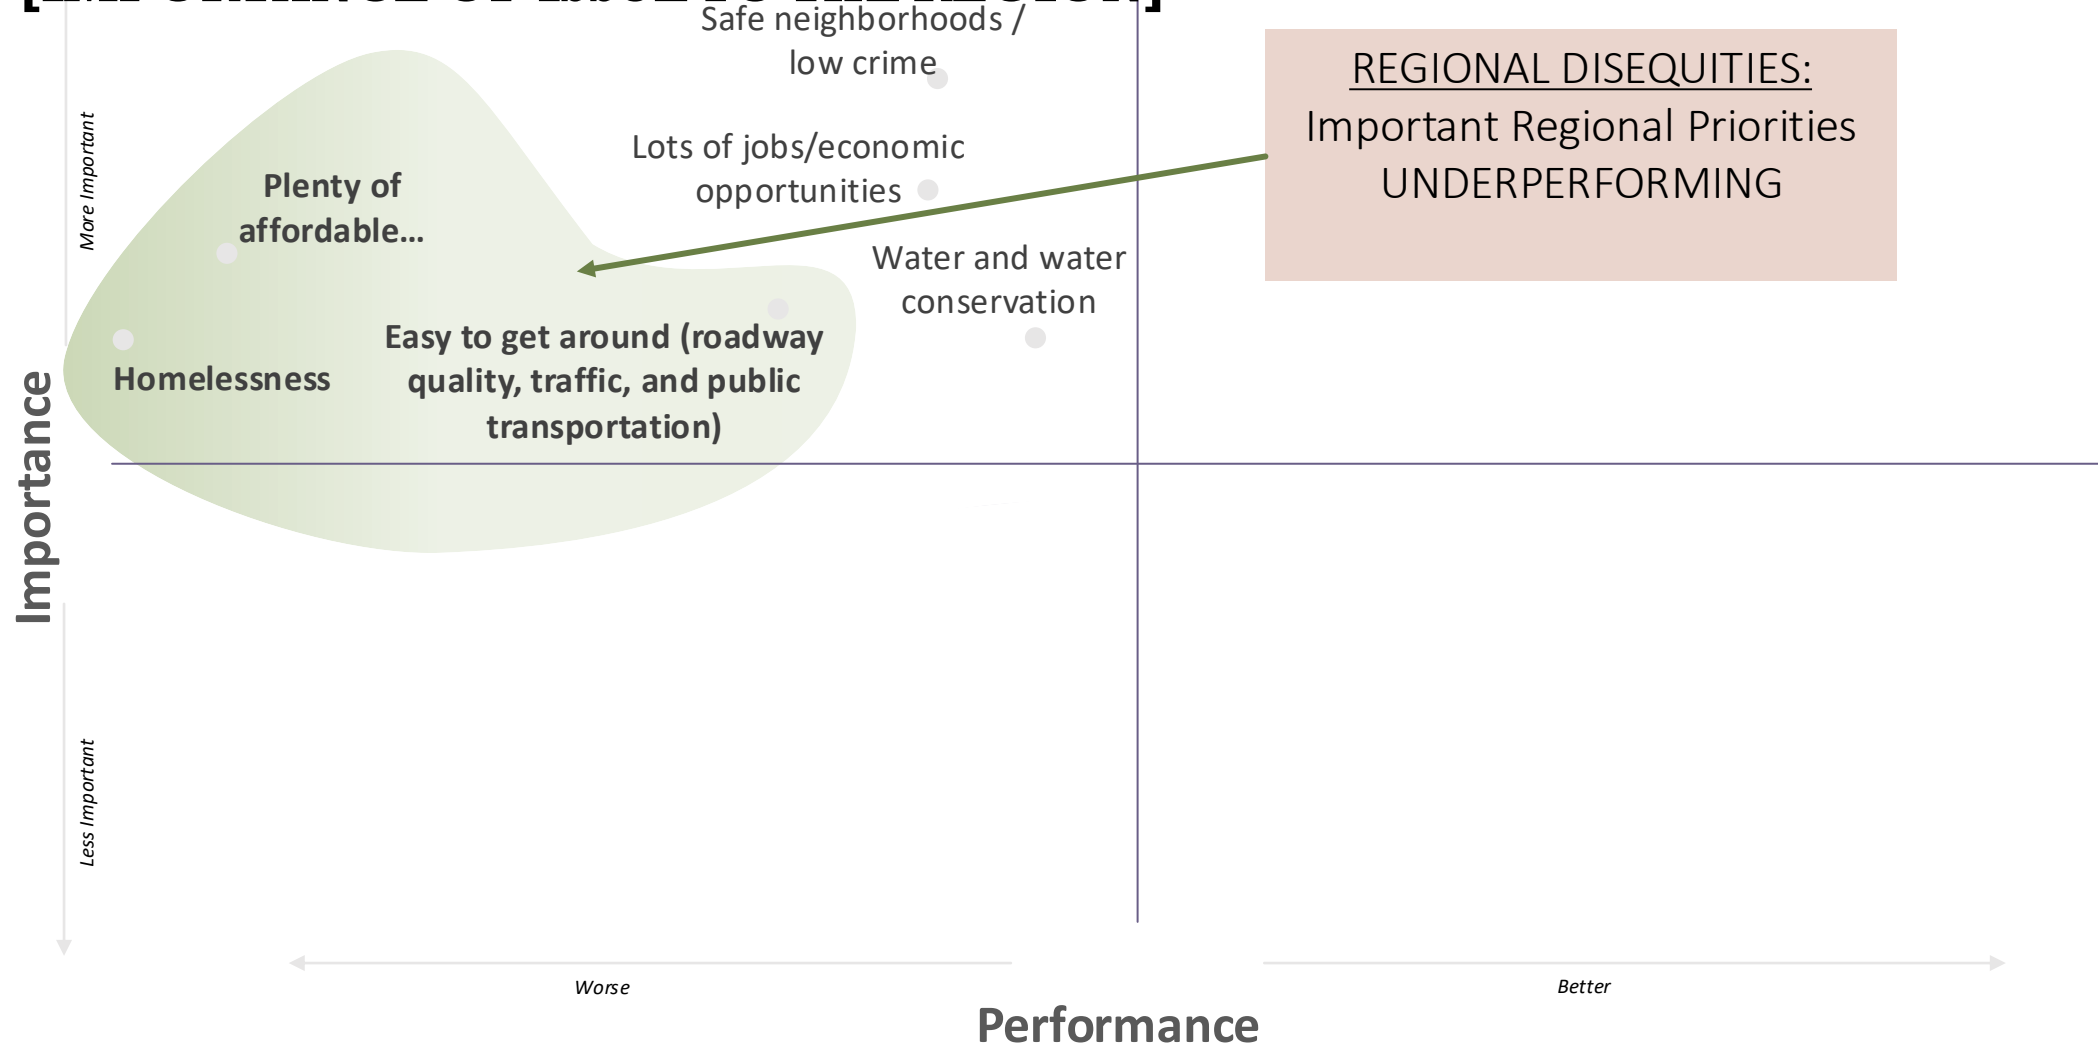 Safe neighborhoods /
low crime
REGIONAL DISEQUITIES:
Important Regional Priorities
UNDERPERFORMING
More Important
Lots of jobs/economic
opportunities
Plenty of
affordable...
Water and water
conservation
Easy to get around (roadway
quality, traffic, and public
transportation)
Homelessness
Importance
Less Important
Worse
Better
Performance